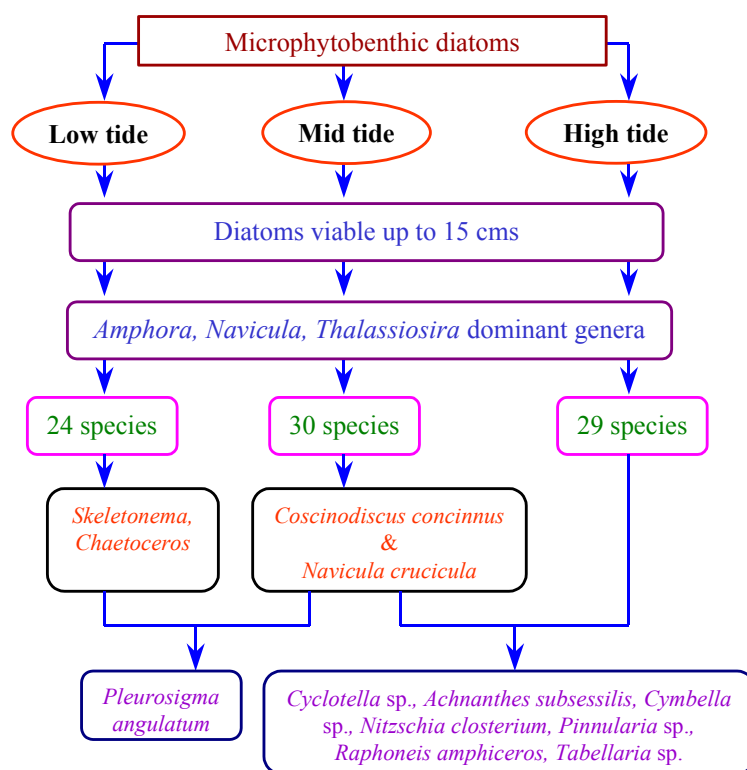 Microphytobenthic diatoms
Low tide
Mid tide
High tide
Diatoms viable up to 15 cms
Amphora, Navicula, Thalassiosira dominant genera
24 species
30 species
29 species
Skeletonema,
Chaetoceros
Coscinodiscus concinnus
&
Navicula crucicula
Pleurosigma
angulatum
Cyclotella sp., Achnanthes subsessilis, Cymbella
sp., Nitzschia closterium, Pinnularia sp.,
Raphoneis amphiceros, Tabellaria sp.